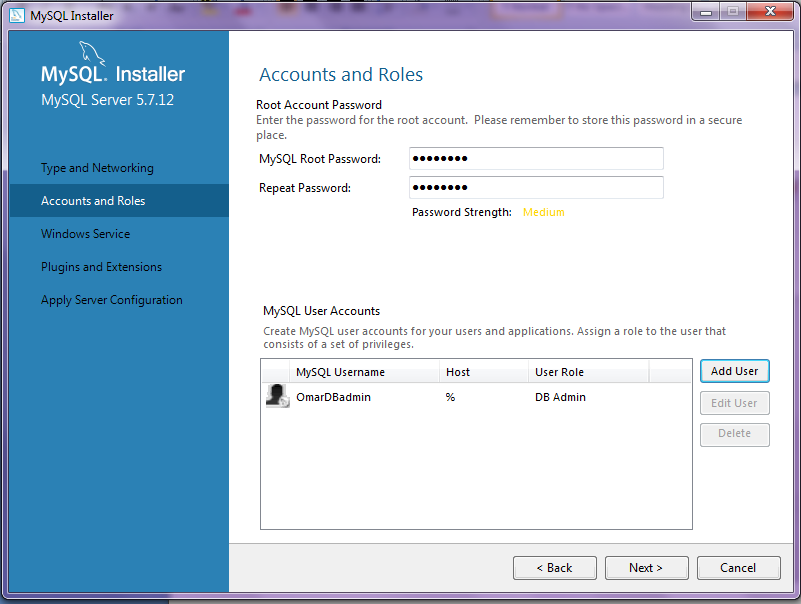 MySQL Installer
MySQL. Installer
MySQL Server 5.7.12
Type and Networking
Accounts and Roles
Windows Service
Plugins and Extensions
Apply Server Configuration
Accounts and Roles
Root Account Password
Enter the password for the root account. Please remember to store this password in a secure
place.
MySQL Root Password: ●●●●●●●●
Repeat Password: ●●●●●●●●
Password Strength: Medium
MySQL User Accounts
Create MySQL user accounts for your users and applications. Assign a role to the user that
consists of a set of privileges.
MySQL Username Host User Role
OmarDBadmin % DB Admin
Add User
Edit User
Delete
< Back Next > Cancel